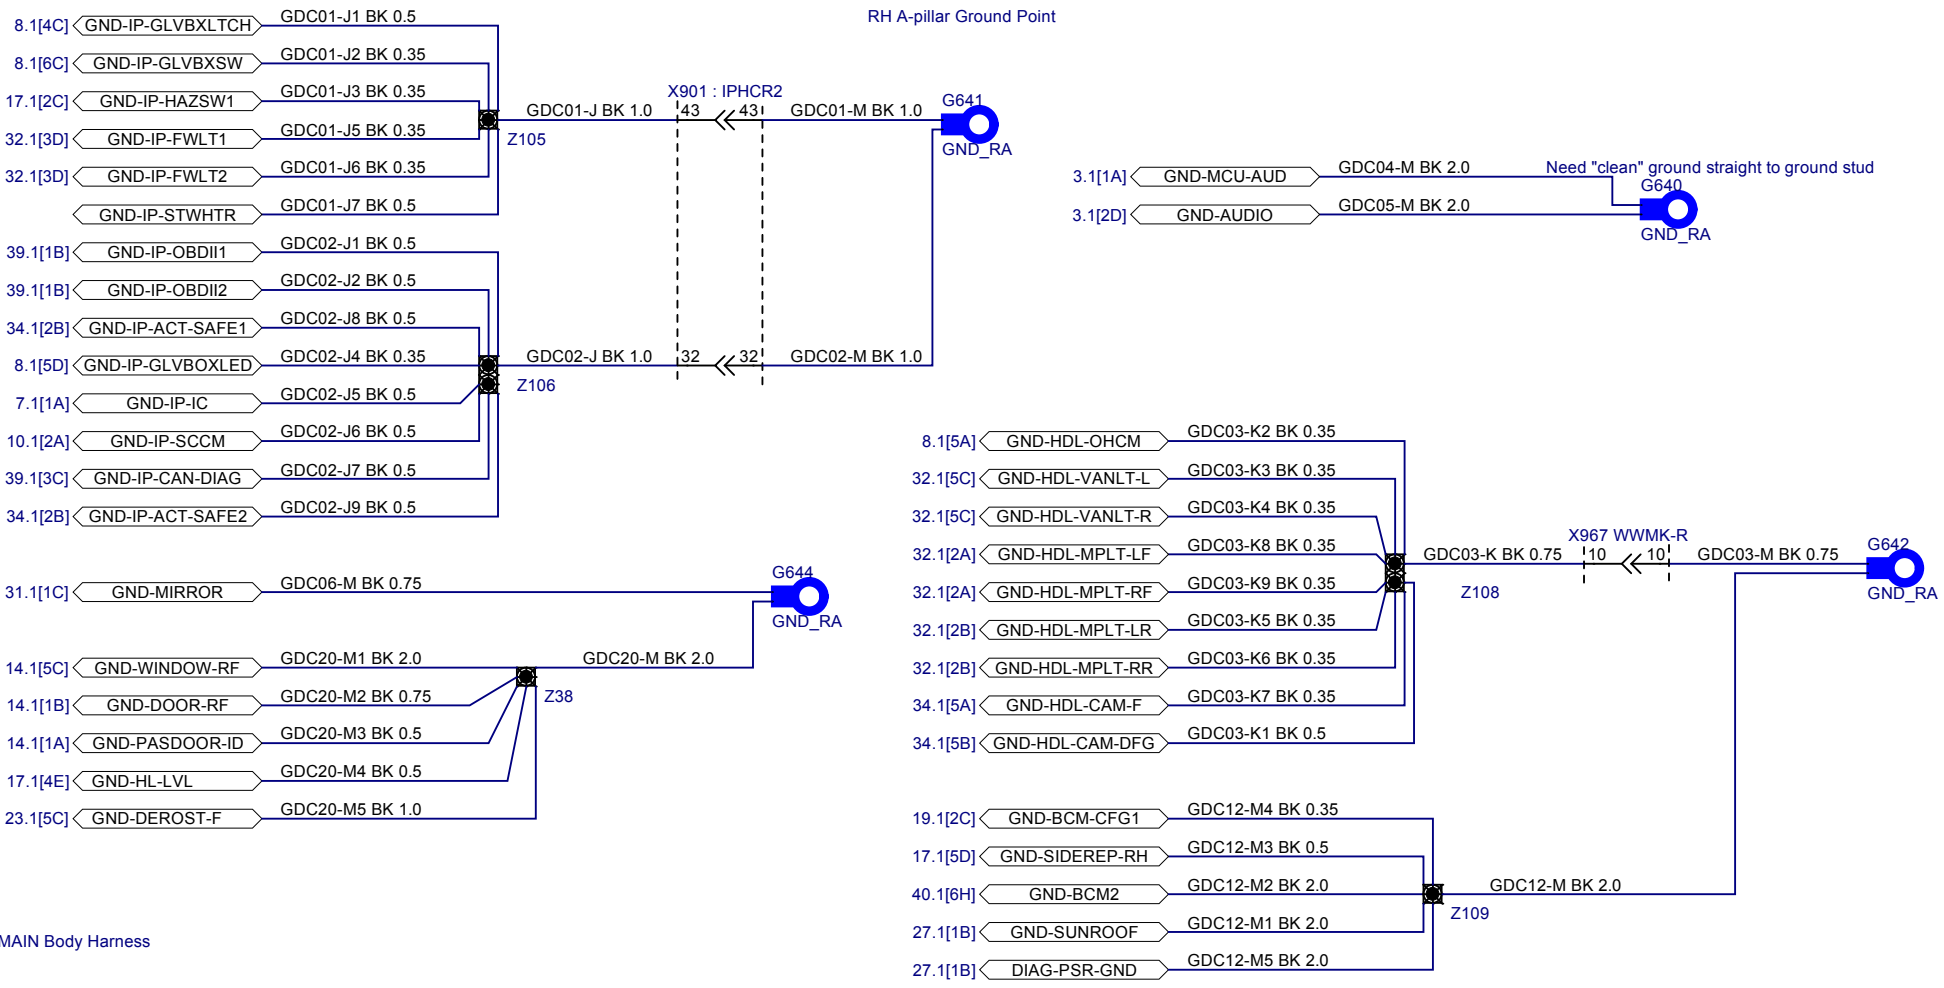 RH A-pillar Ground Point
8.1[4C] GND-IP-GLVBXLTCH GDC01-J1 BK 0.5
8.1[6C] GND-IP-GLVBXSW GDC01-J2 BK 0.35
17.1[2C] GND-IP-HAZSW1 GDC01-J3 BK 0.35
32.1[3D] GND-IP-FWLT1 GDC01-J5 BK 0.35
32.1[3D] GND-IP-FWLT2 GDC01-J6 BK 0.35
GND-IP-STWHTR GDC01-J7 BK 0.5
Z105
GDC01-J BK 1.0
X901 : IPHCR2
43 43
GDC01-M BK 1.0
G641
GND_RA
39.1[1B] GND-IP-OBDII1 GDC02-J1 BK 0.5
39.1[1B] GND-IP-OBDII2 GDC02-J2 BK 0.5
34.1[2B] GND-IP-ACT-SAFE1 GDC02-J8 BK 0.5
8.1[5D] GND-IP-GLVBOXLED GDC02-J4 BK 0.35
7.1[1A] GND-IP-IC GDC02-J5 BK 0.5
10.1[2A] GND-IP-SCCM GDC02-J6 BK 0.5
39.1[3C] GND-IP-CAN-DIAG GDC02-J7 BK 0.5
34.1[2B] GND-IP-ACT-SAFE2 GDC02-J9 BK 0.5
Z106
GDC02-J BK 1.0
32 32
GDC02-M BK 1.0
3.1[1A] GND-MCU-AUD GDC04-M BK 2.0
3.1[2D] GND-AUDIO GDC05-M BK 2.0
Need "clean" ground straight to ground stud
G640
GND_RA
31.1[1C] GND-MIRROR GDC06-M BK 0.75
G644
GND_RA
14.1[5C] GND-WINDOW-RF GDC20-M1 BK 2.0
14.1[1B] GND-DOOR-RF GDC20-M2 BK 0.75
14.1[1A] GND-PASDOOR-ID GDC20-M3 BK 0.5
17.1[4E] GND-HL-LVL GDC20-M4 BK 0.5
23.1[5C] GND-DEROST-F GDC20-M5 BK 1.0
Z38
GDC20-M BK 2.0
8.1[5A] GND-HDL-OHCM GDC03-K2 BK 0.35
32.1[5C] GND-HDL-VANLT-L GDC03-K3 BK 0.35
32.1[5C] GND-HDL-VANLT-R GDC03-K4 BK 0.35
32.1[2A] GND-HDL-MPLT-LF GDC03-K8 BK 0.35
32.1[2A] GND-HDL-MPLT-RF GDC03-K9 BK 0.35
32.1[2B] GND-HDL-MPLT-LR GDC03-K5 BK 0.35
32.1[2B] GND-HDL-MPLT-RR GDC03-K6 BK 0.35
34.1[5A] GND-HDL-CAM-F GDC03-K7 BK 0.35
34.1[5B] GND-HDL-CAM-DFG GDC03-K1 BK 0.5
Z108
GDC03-K BK 0.75
X967 WWMK-R
10 10
GDC03-M BK 0.75
G642
GND_RA
19.1[2C] GND-BCM-CFG1 GDC12-M4 BK 0.35
17.1[5D] GND-SIDEREP-RH GDC12-M3 BK 0.5
40.1[6H] GND-BCM2 GDC12-M2 BK 2.0
27.1[1B] GND-SUNROOF GDC12-M1 BK 2.0
27.1[1B] DIAG-PSR-GND GDC12-M5 BK 2.0
Z109
GDC12-M BK 2.0
MAIN Body Harness